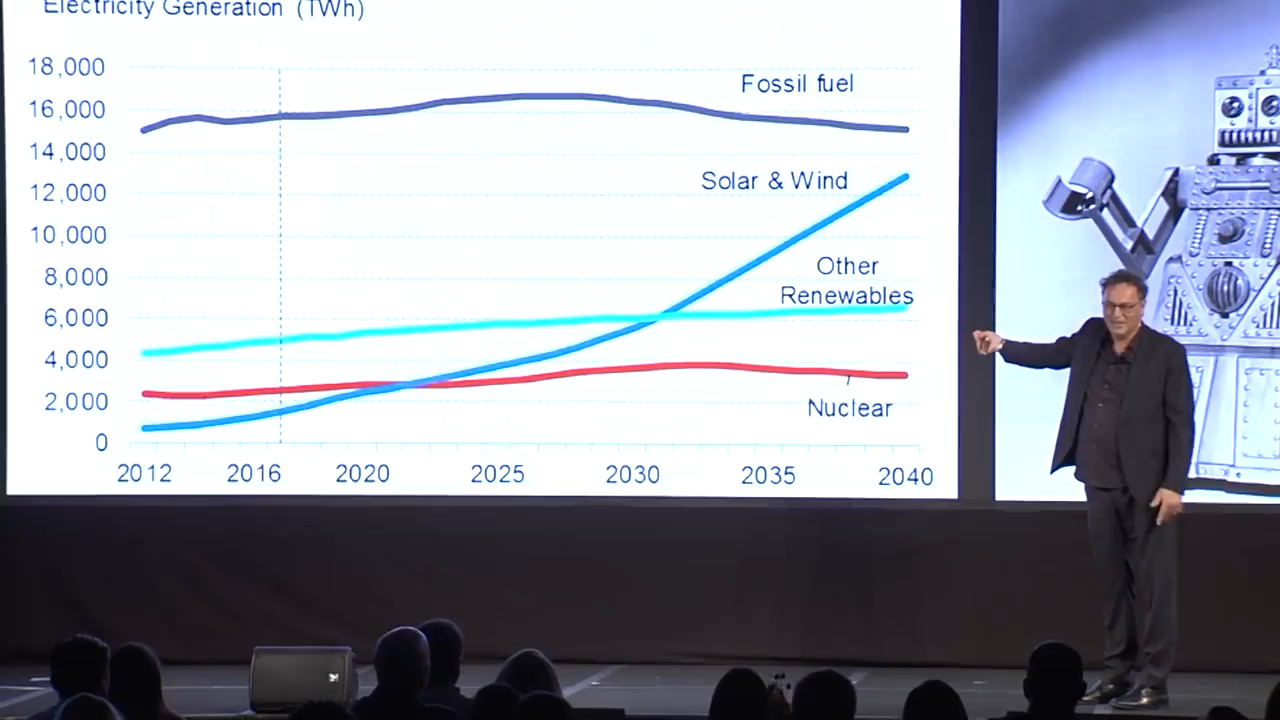 Electricity Generation (TWh)
18,000
16,000
14,000
12,000
10,000
8,000
6,000
4,000
2,000
0
Fossil fuel
Solar & Wind
Other
Renewables
Nuclear
2012 2016 2020 2025 2030 2035 2040